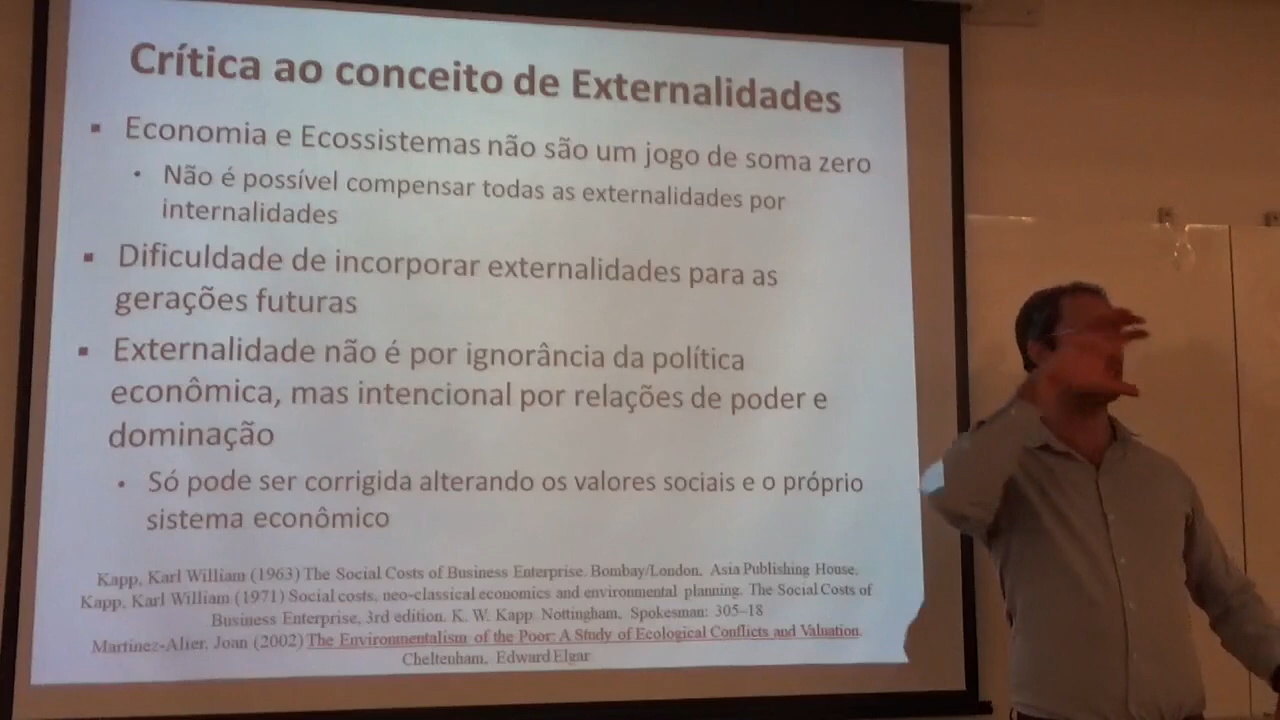 Crítica ao conceito de Externalidades
▪ Economia e Ecossistemas não são um jogo de soma zero
• Não é possível compensar todas as externalidades por
internalidades
▪ Dificuldade de incorporar externalidades para as
gerações futuras
▪ Externalidade não é por ignorância da política
econômica, mas intencional por relações de poder e
dominação
• Só pode ser corrigida alterando os valores sociais e o próprio
sistema econômico
Kapp, Karl William (1963) The Social Costs of Business Enterprise. Bombay/London, Asia Publishing House.
Kapp, Karl William (1971) Social costs, neo-classical economics and environmental planning. The Social Costs of
Business Enterprise, 3rd edition. K. W. Kapp. Nottingham, Spokesman: 305–18
Martinez-Alier, Joan (2002) The Environmentalism of the Poor: A Study of Ecological Conflicts and Valuation.
Cheltenham, Edward Elgar